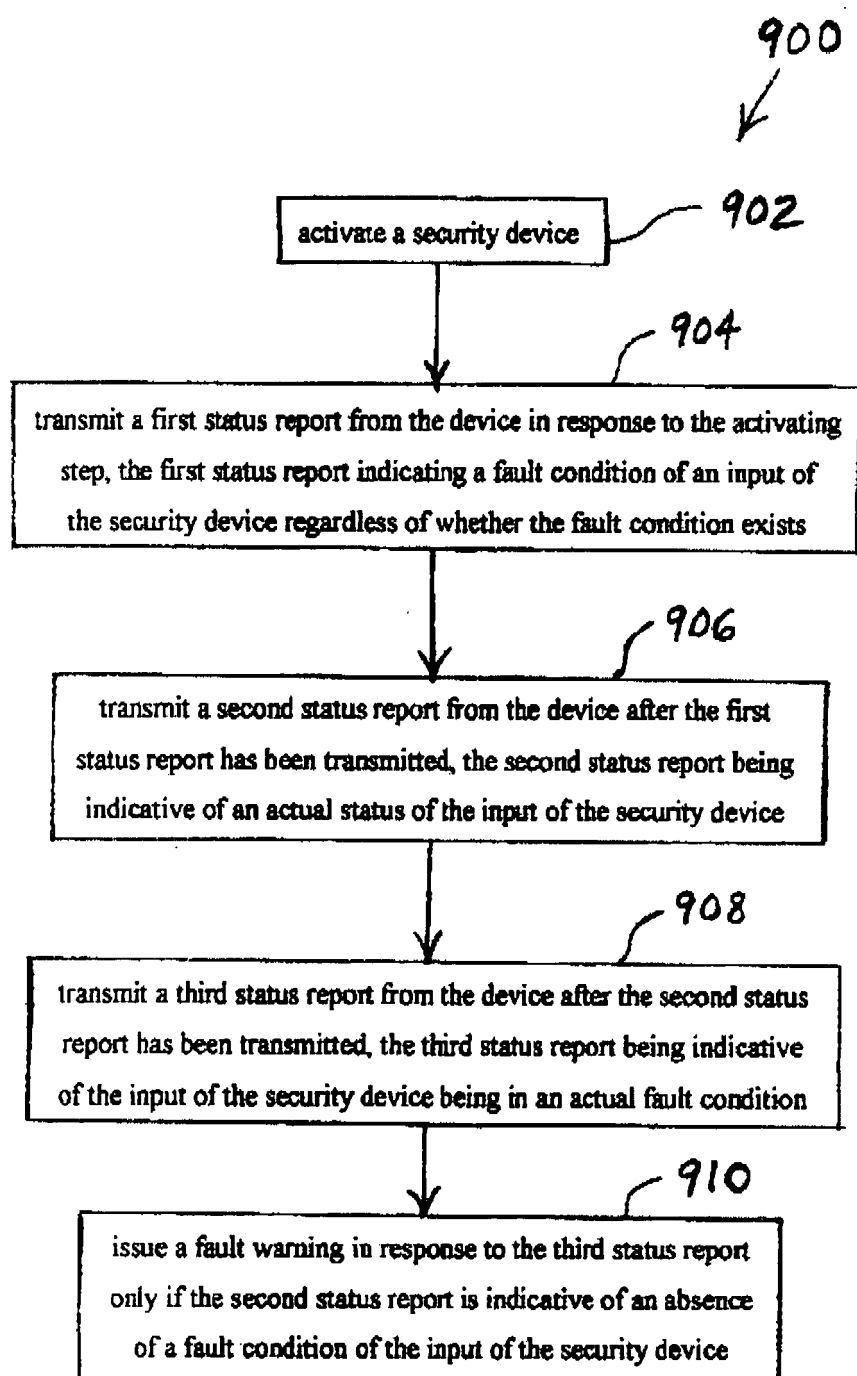 900
activate a security device
902
904
transmit a first status report from the device in response to the activating
step, the first status report indicating a fault condition of an input of
the security device regardless of whether the fault condition exists
906
transmit a second status report from the device after the first
status report has been transmitted, the second status report being
indicative of an actual status of the input of the security device
908
transmit a third status report from the device after the second status
report has been transmitted, the third status report being indicative
of the input of the security device being in an actual fault condition
910
issue a fault warning in response to the third status report
only if the second status report is indicative of an absence
of a fault condition of the input of the security device